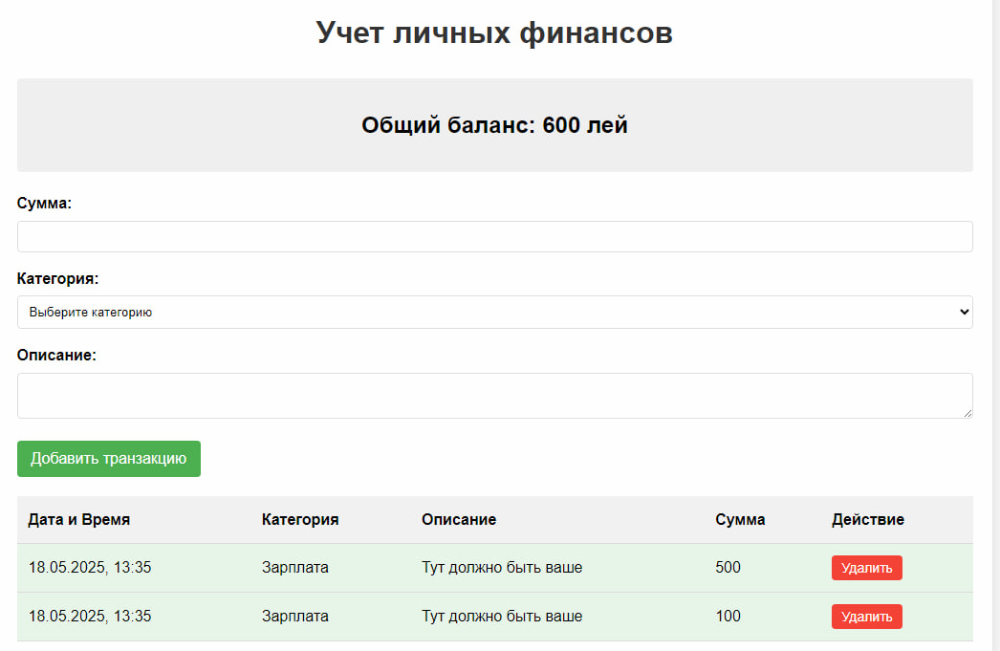 Учет личных финансов
Общий баланс: 600 лей
Сумма:
Категория:
Выберите категорию
Описание:
Добавить транзакцию
Дата и Время Категория Описание Сумма Действие
18.05.2025, 13:35 Зарплата Тут должно быть ваше 500 Удалить
18.05.2025, 13:35 Зарплата Тут должно быть ваше 100 Удалить